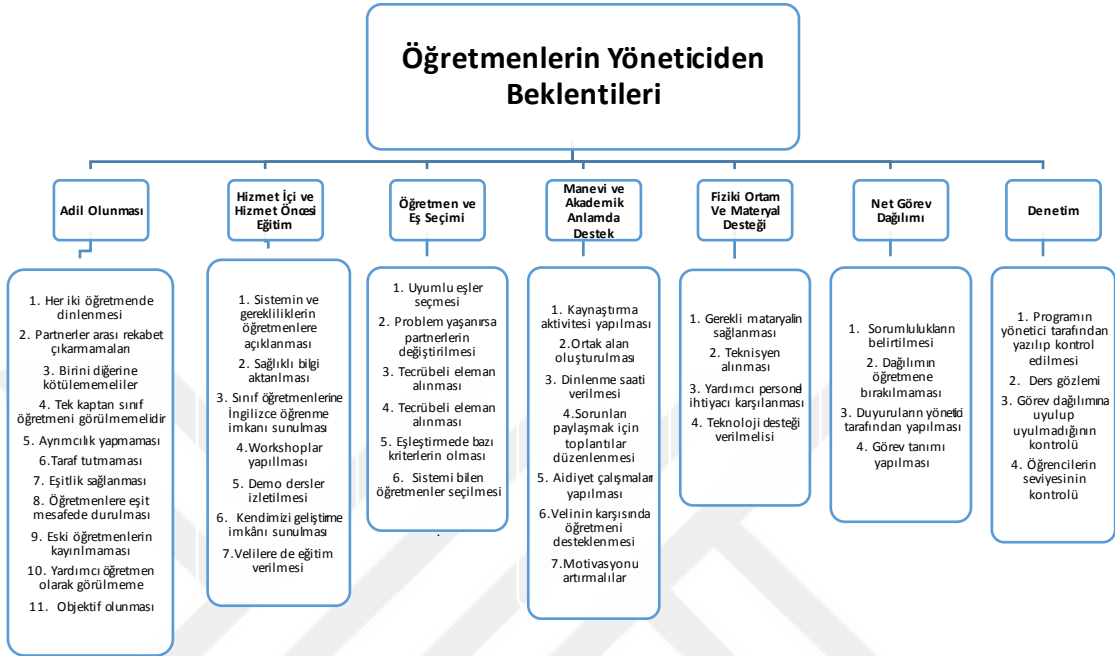 Öğretmenlerin Yöneticiden
Beklentileri
Adil Olunması
1. Her iki öğretmende
dinlenmesi
2. Partnerler arası rekabet
çıkarmamaları
3. Birini diğerine
kötülememeliler
4. Tek kaptan sınıf
öğretmeni görülmemelidir
5. Ayrımcılık yapmaması
6.Taraf tutmaması
7. Eşitlik sağlanması
8. Öğretmenlere eşit
mesafede durulması
9. Eski öğretmenlerin
kayırılmaması
10. Yardımcı öğretmen
olarak görülmeme
11. Objektif olunması
Hizmet İçi ve
Hizmet Öncesi
Eğitim
1. Sistemin ve
gerekliliklerin
öğretmenlere
açıklanması
2. Sağlıklı bilgi
aktarılması
3. Sınıf öğretmenlerine
İngilizce öğrenme
imkanı sunulması
4.Workshoplar
yapıllması
5. Demo dersler
izletilmesi
6. Kendimizi geliştirme
imkânı sunulması
7.Velilere de eğitim
verilmesi
Öğretmen ve
Eş Seçimi
1. Uyumlu eşler
seçmesi
2. Problem yaşanırsa
partnerlerin
değiştirilmesi
3. Tecrübeli eleman
alınması
4. Tecrübeli eleman
alınması
5. Eşleştirmede bazı
kriterlerin olması
6. Sistemi bilen
öğretmenler seçilmesi
.
Manevi ve
Akademik
Anlamda
Destek
1. Kaynaştırma
aktivitesi yapılması
2.Ortak alan
oluşturulması
3. Dinlenme saati
verilmesi
4.Sorunları
paylaşmak için
toplantılar
düzenlenmesi
5. Aidiyet çalışmaları
yapılması
6.Velinin karşısında
öğretmeni
desteklenmesi
7.Motivasyonu
artırmalılar
Fiziki Ortam
Ve Materyal
Desteği
1. Gerekli mataryalin
sağlanması
2. Teknisyen
alınması
3. Yardımcı personel
ihtiyacı karşılanması
4. Teknoloji desteği
verilmelisi
Net Görev
Dağılımı
1. Sorumlulukların
belirtilmesi
2. Dağılımın
öğretmene
bırakılmaması
3. Duyuruların yönetici
tarafından yapılması
4. Görev tanımı
yapılması
Denetim
1. Programın
yönetici tarafından
yazılıp kontrol
edilmesi
2. Ders gözlemi
3. Görev dağılımına
uyulup
uyulmadığının
kontrolü
4. Öğrencilerin
seviyesinin
kontrolü